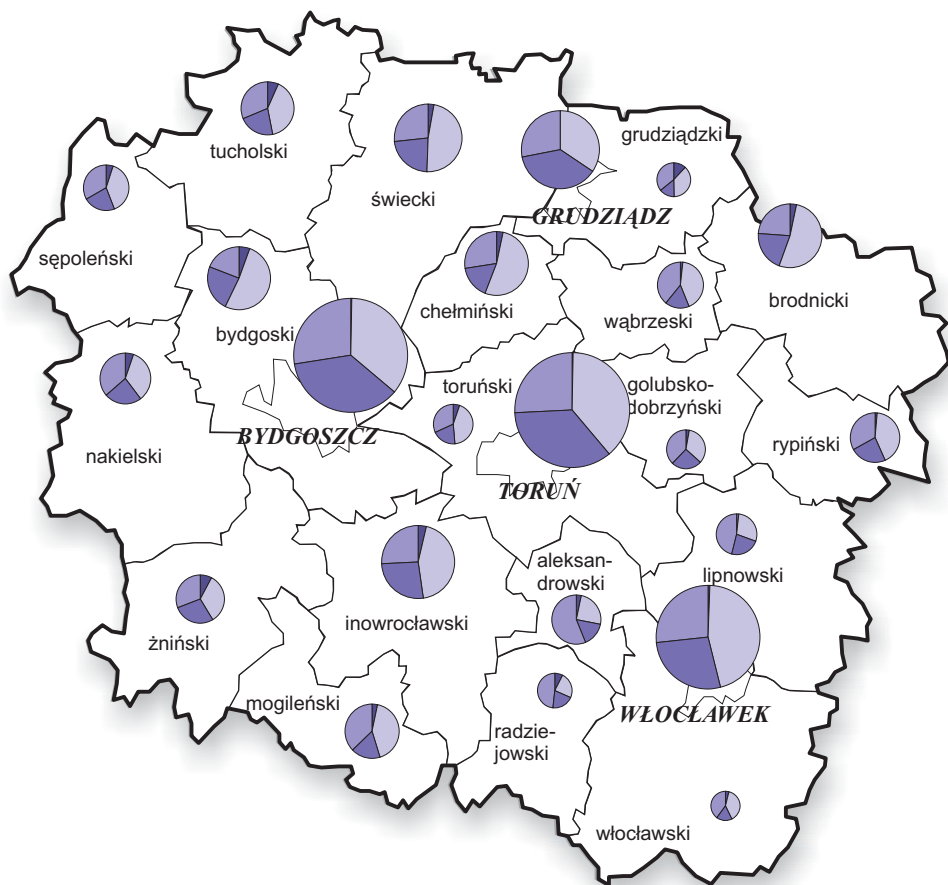 tucholski
grudziądzki
świecki
GRUDZIĄDZ
sępoleński
bydgoski
chełmiński
wąbrzeski
brodnicki
toruński
golubsko-
dobrzyński
BYDGOSZCZ
nakielski
rypiński
TORUŃ
aleksan-
drowski
lipnowski
inowrocławski
żniński
mogileński
WŁOCŁAWEK
radzie-
jowski
włocławski